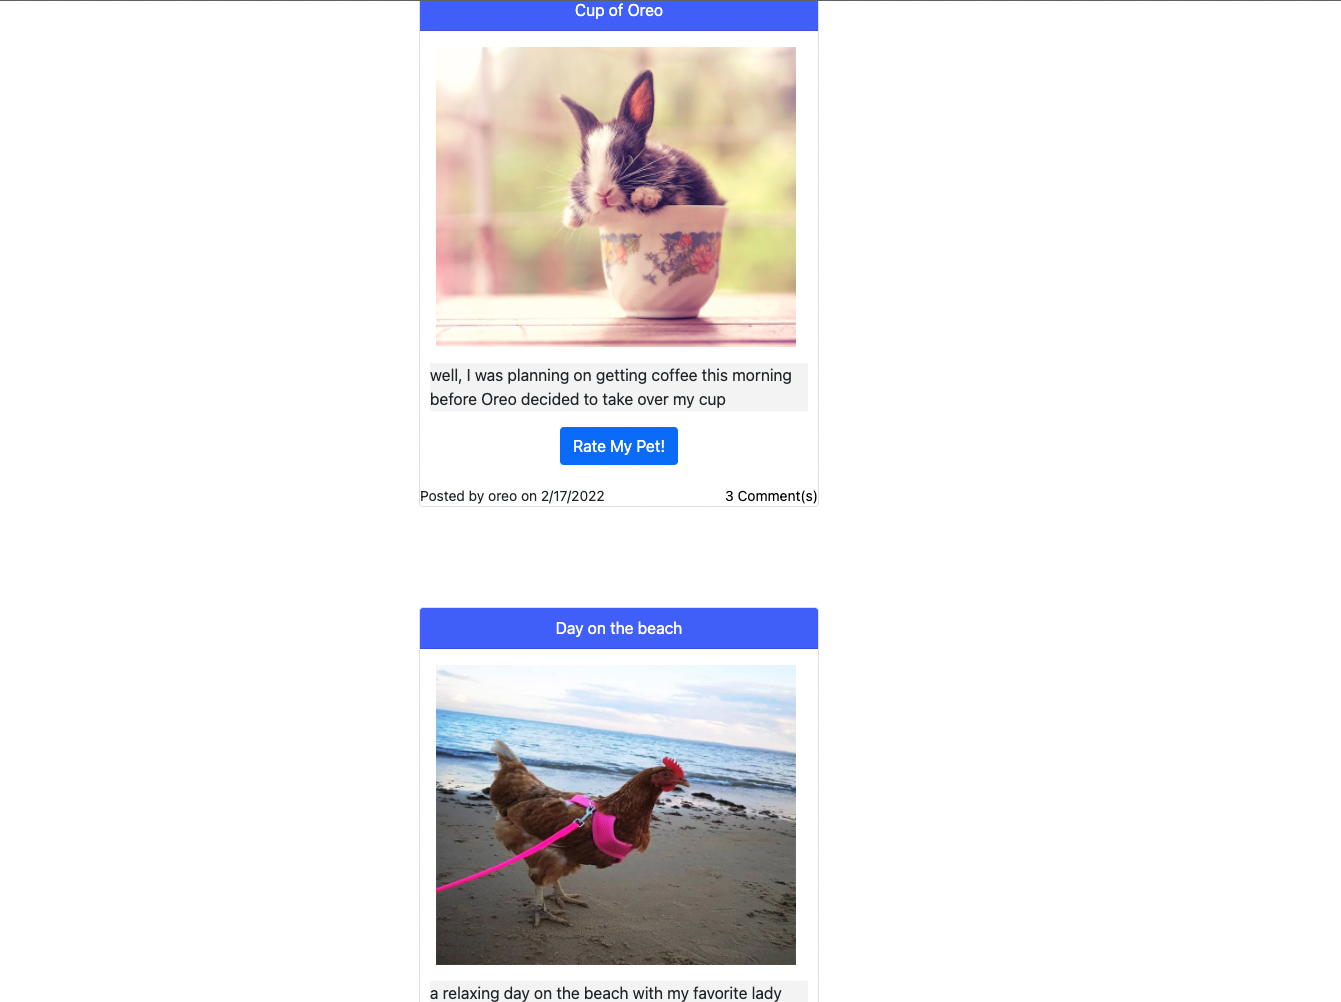 Cup of Oreo
well, I was planning on getting coffee this morning
before Oreo decided to take over my cup
Rate My Pet!
Posted by oreo on 2/17/2022 3 Comment(s)
Day on the beach
a relaxing day on the beach with my favorite lady